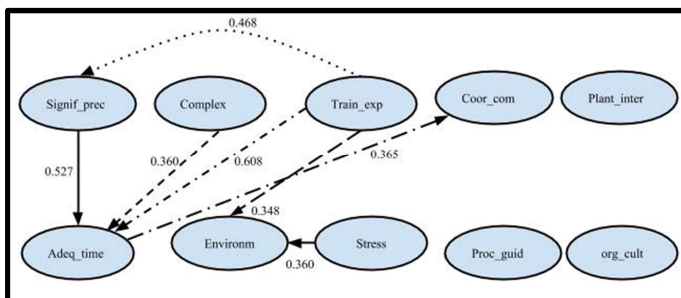 0.468
Signif_prec
Complex
Train_exp
Coor_com
Plant_inter
0.360
0.608
0.365
0.527
0.348
Adeq_time
Environm
Stress
Proc_guid
org_cult
0.360